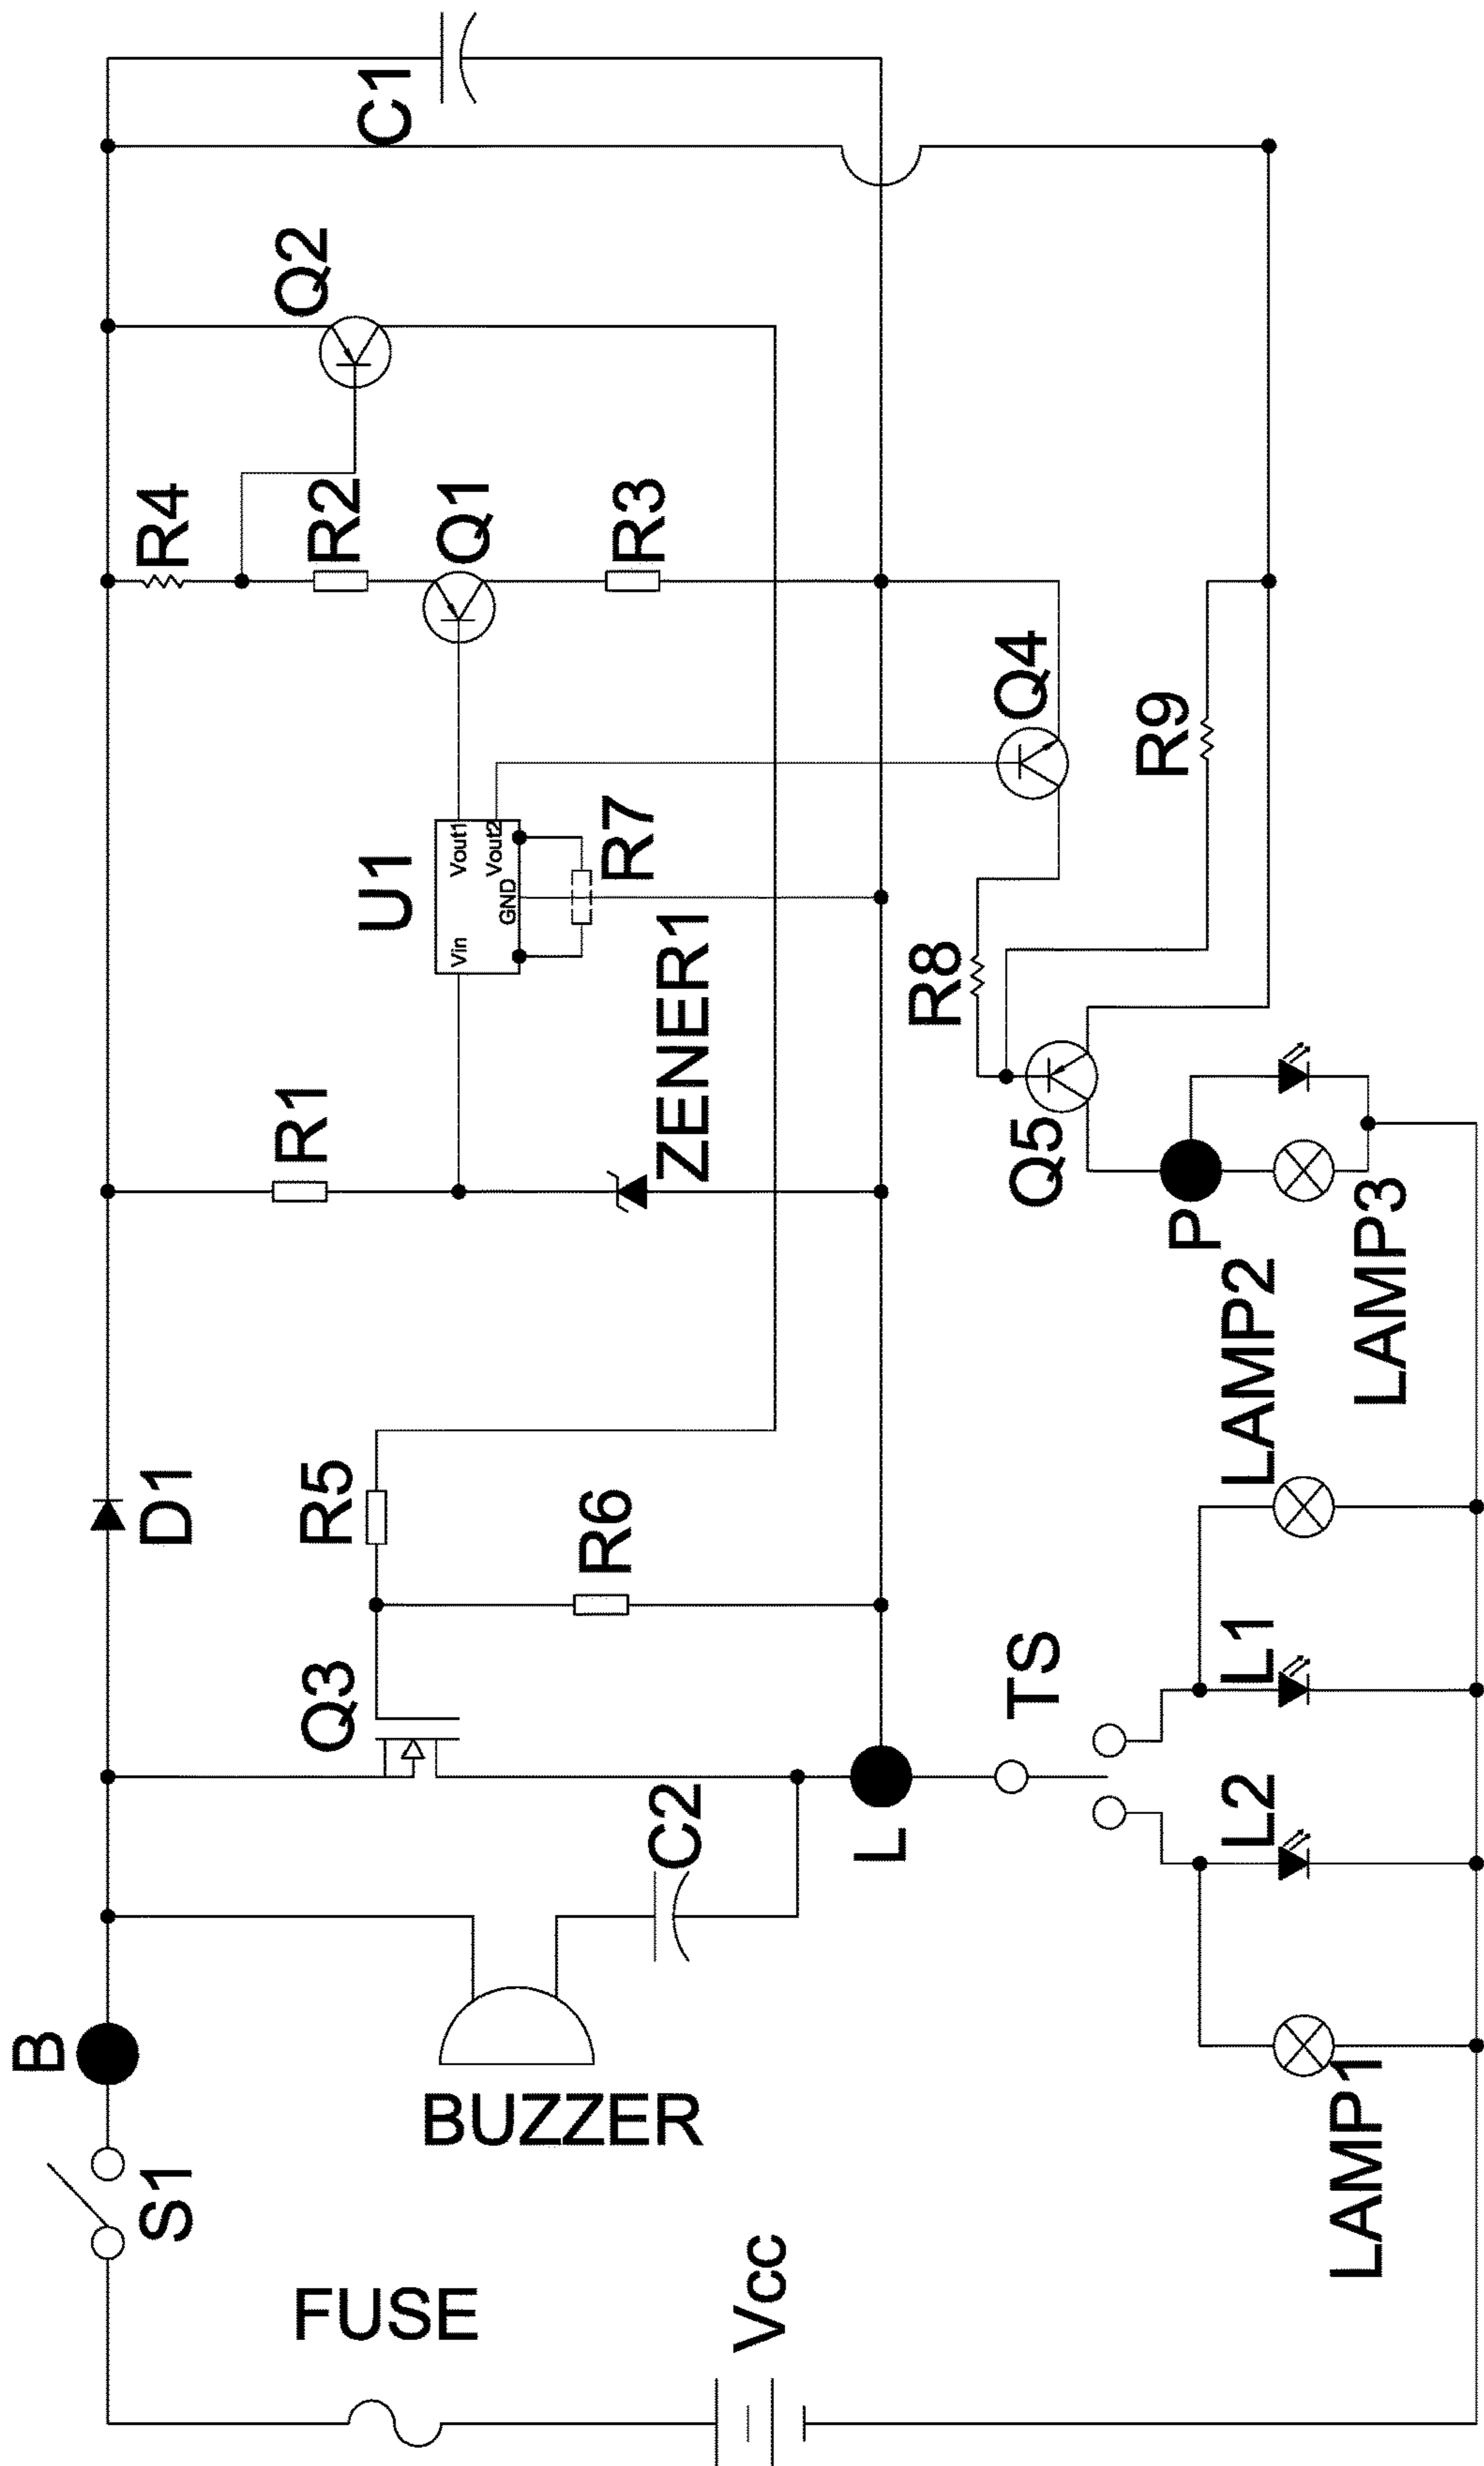 B
S1
FUSE
Vcc
BUZZER
C2
Q3
D1
R5
R6
L
TS
L2
L1
LAMP1
LAMP2
LAMP3
P
R1
ZENER1
U1
Vin
Vout1
Vout2
GND
R7
R4
R2
Q1
R3
Q2
C1
Q4
R8
R9
Q5